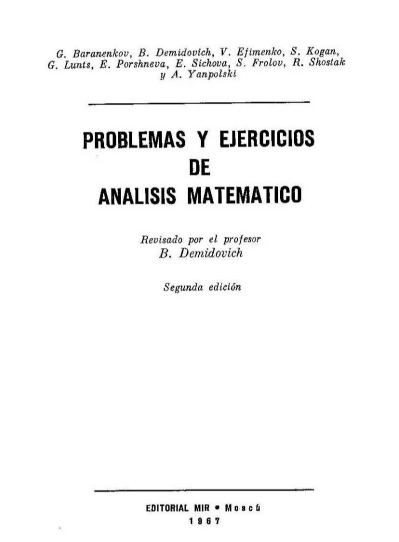 G. Baranenkov, B. Demidovich, V. Efimenko, S. Kogan,
G. Lunts, E. Porshneva, E. Sichova, S. Frolov, R. Shostak
y A. Yanpolski
PROBLEMAS Y EJERCICIOS
DE
ANALISIS MATEMATICO
Revisado por el profesor
B. Demidovich
Segunda edición
EDITORIAL MIR • Moscú
1967